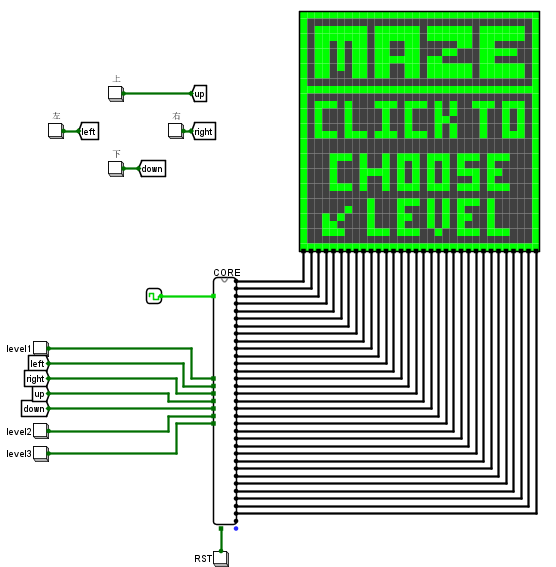 MAZE
CLICK TO
CHOOSE
LEVEL
上
up
左
left
右
right
下
down
CORE
level1
left
right
up
down
level2
level3
RST